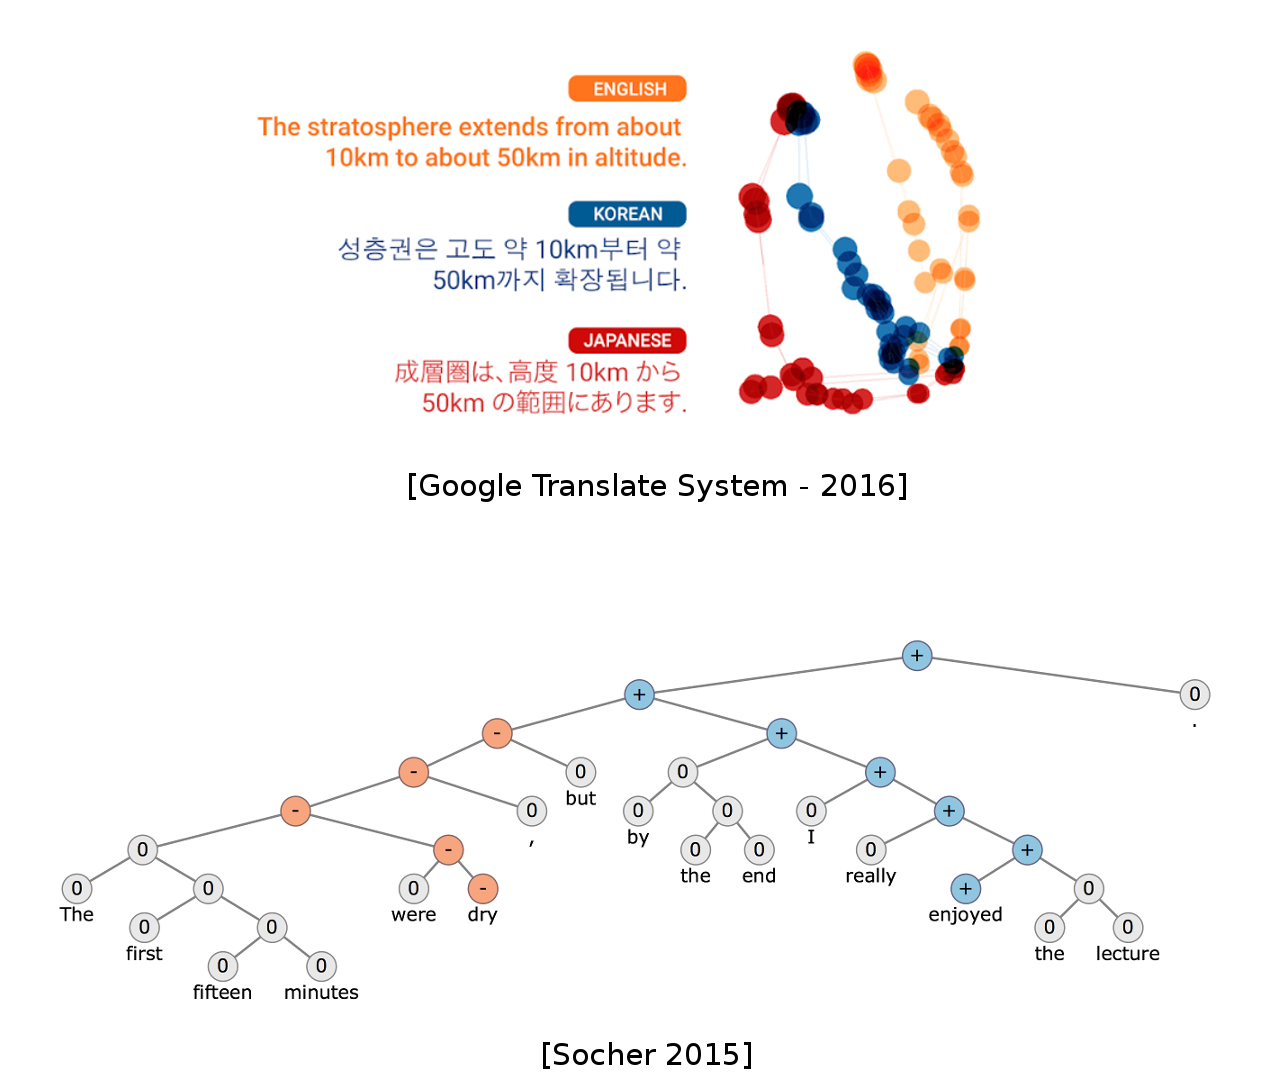 ENGLISH
The stratosphere extends from about
10km to about 50km in altitude.
KOREAN
성층권은 고도 약 10km부터 약
50km까지 확장됩니다.
JAPANESE
成層圏は、高度 10km から
50km の範囲にあります.
[Google Translate System - 2016]
+
+ 0
.
- +
- 0 0 +
but
- 0 0 0 0 +
, by I
0 - 0 0 0 +
the end really
0 0 0 - + 0
The were dry enjoyed
0 0 0 0
first the lecture
0 0
fifteen minutes
[Socher 2015]